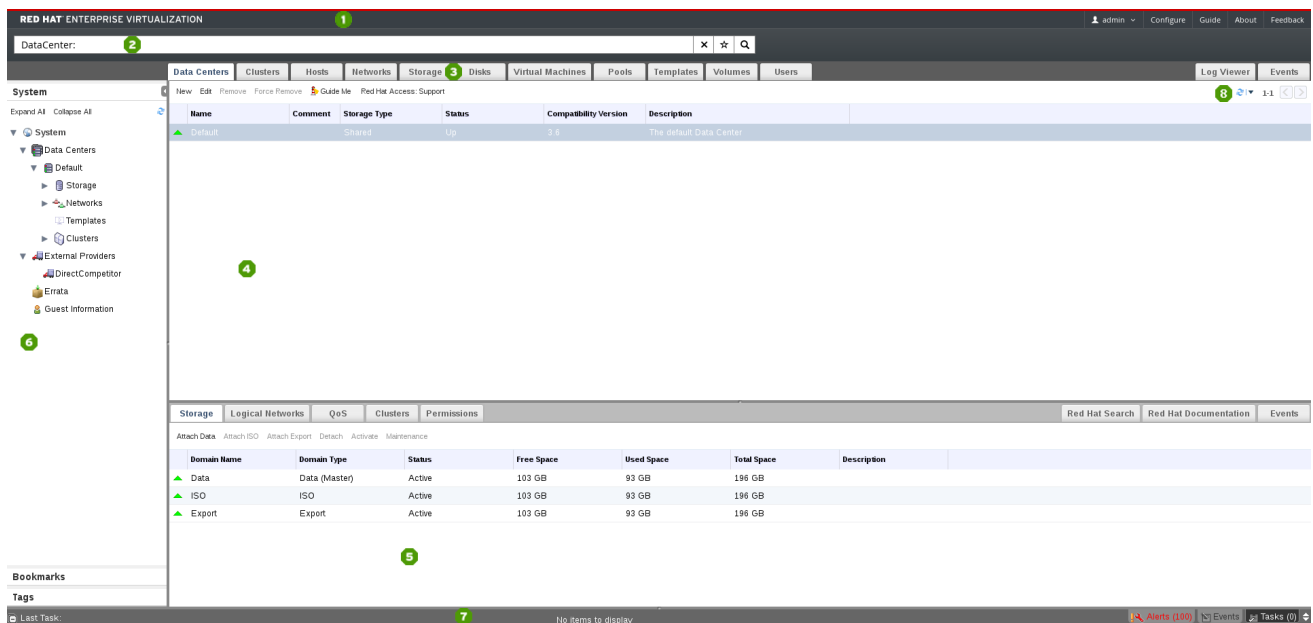 RED HAT ENTERPRISE VIRTUALIZATION 1 admin Configure Guide About Feedback
DataCenter: 2
Data Centers Clusters Hosts Networks Storage 3 Disks Virtual Machines Pools Templates Volumes Users Log Viewer Events
System
New Edit Remove Force Remove Guide Me Red Hat Access: Support 8 1-1
Expand All Collapse All
Name Comment Storage Type Status Compatibility Version Description
Default Shared Up 3.6 The default Data Center
System
Data Centers
Default
Storage
Networks
Templates
Clusters
External Providers
DirectCompetitor
Errata
Guest Information
4
6
Storage Logical Networks QoS Clusters Permissions Red Hat Search Red Hat Documentation Events
Attach Data Attach ISO Attach Export Detach Activate Maintenance
Domain Name Domain Type Status Free Space Used Space Total Space Description
Data Data (Master) Active 103 GB 93 GB 196 GB
ISO ISO Active 103 GB 93 GB 196 GB
Export Export Active 103 GB 93 GB 196 GB
5
Bookmarks
Tags
Last Task: 7 No items to display Alerts (100) Events Tasks (0)